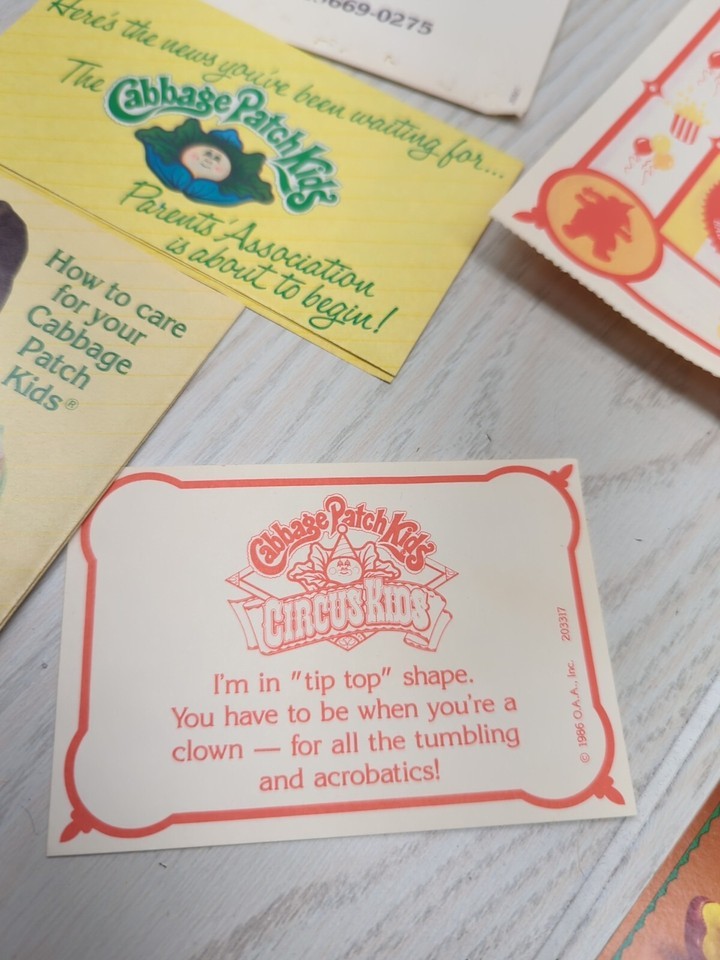 669-0275
Here's the news you've been waiting for...
The
Cabbage Patch Kids
Parents' Association
is about to begin!
How to care
for your
Cabbage
Patch
Kids®
Cabbage Patch Kids
CIRCUS KIDS
I'm in "tip top" shape.
You have to be when you're a
clown — for all the tumbling
and acrobatics!
© 1986 O.A.A., Inc. 203317